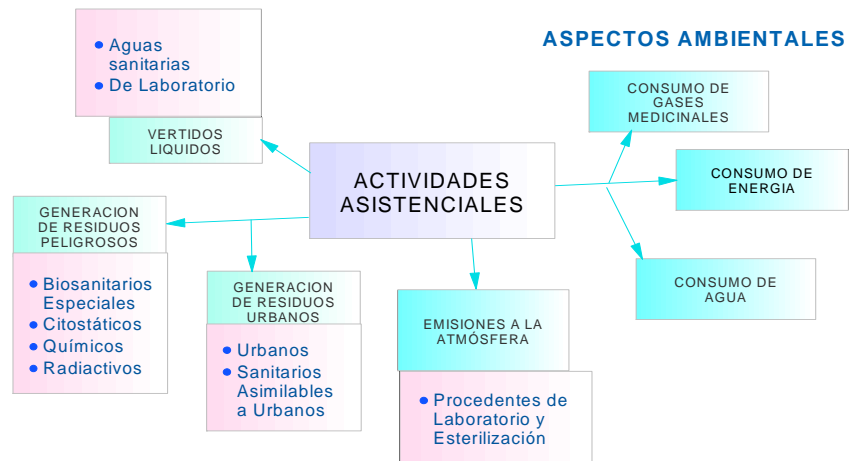 ASPECTOS AMBIENTALES
Aguas
sanitarias
De Laboratorio
VERTIDOS
LIQUIDOS
CONSUMO DE
GASES
MEDICINALES
ACTIVIDADES
ASISTENCIALES
CONSUMO DE
ENERGIA
GENERACION
DE RESIDUOS
PELIGROSOS
Biosanitarios
Especiales
Citostáticos
Químicos
Radiactivos
GENERACION
DE RESIDUOS
URBANOS
Urbanos
Sanitarios
Asimilables
a Urbanos
EMISIONES A LA
ATMÓSFERA
Procedentes de
Laboratorio y
Esterilización
CONSUMO DE
AGUA